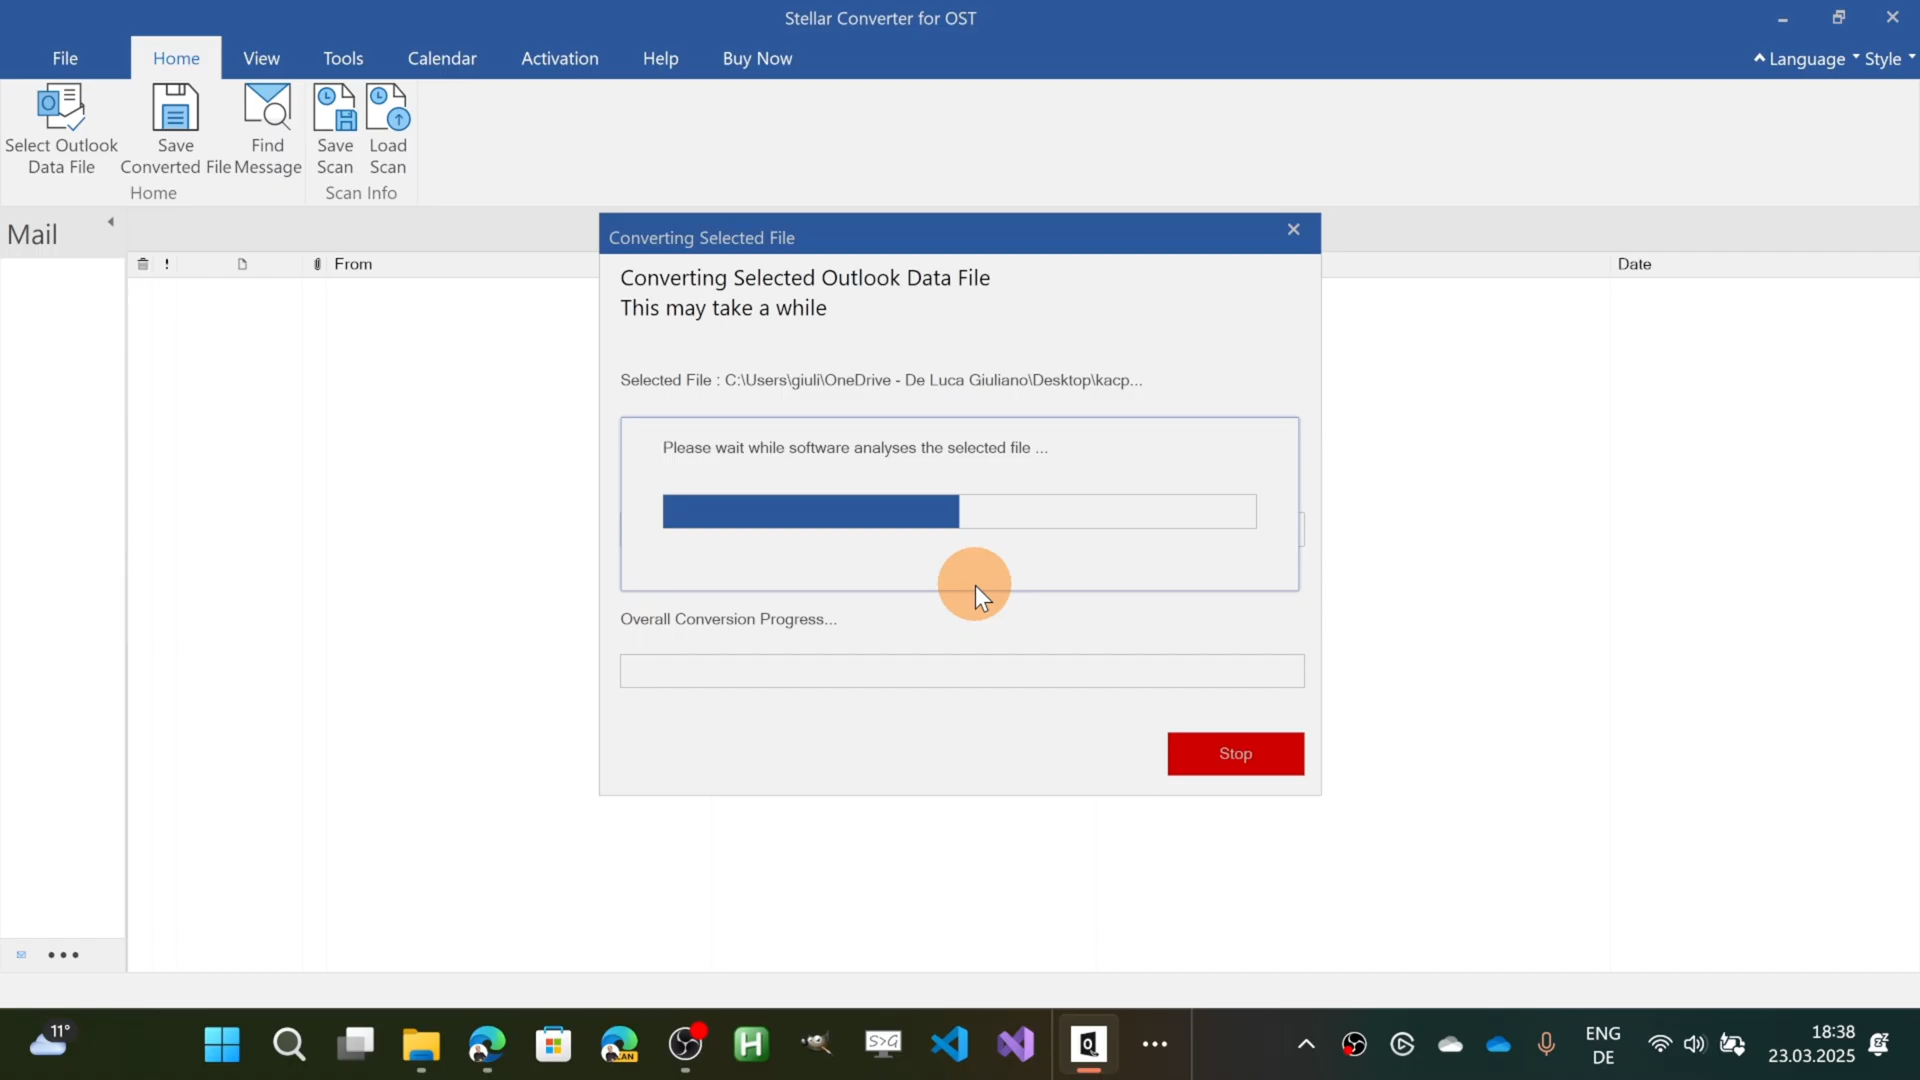 Stellar Converter for OST
File Home View Tools Calendar Activation Help Buy Now
Language Style
Select Outlook
Data File
Save
Converted File
Find
Message
Save
Scan
Load
Scan
Home
Scan Info
Mail
! From Date
Converting Selected File
Converting Selected Outlook Data File
This may take a while
Selected File : C:\Users\giuli\OneDrive - De Luca Giuliano\Desktop\kacp...
Please wait while software analyses the selected file ...
Overall Conversion Progress...
Stop
11°
CAN
H
S>G
ENG
DE
18:38
23.03.2025